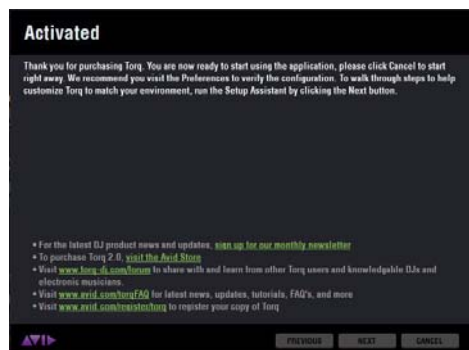 Activated
Thank you for purchasing Torq. You are now ready to start using the application, please click Cancel to start
right away. We recommend you visit the Preferences to verify the configuration. To walk through steps to help
customize Torq to match your environment, run the Setup Assistant by clicking the Next button.
• For the latest DJ product news and updates, sign up for our monthly newsletter
• To purchase Torq 2.0, visit the Avid Store
• Visit www.torq-dj.com/forum to share with and learn from other Torq users and knowledgable DJs and
electronic musicians.
• Visit www.avid.com/torqFAQ for latest news, updates, tutorials, FAQ's, and more
• Visit www.avid.com/register/torq to register your copy of Torq
AVID
PREVIOUS NEXT CANCEL